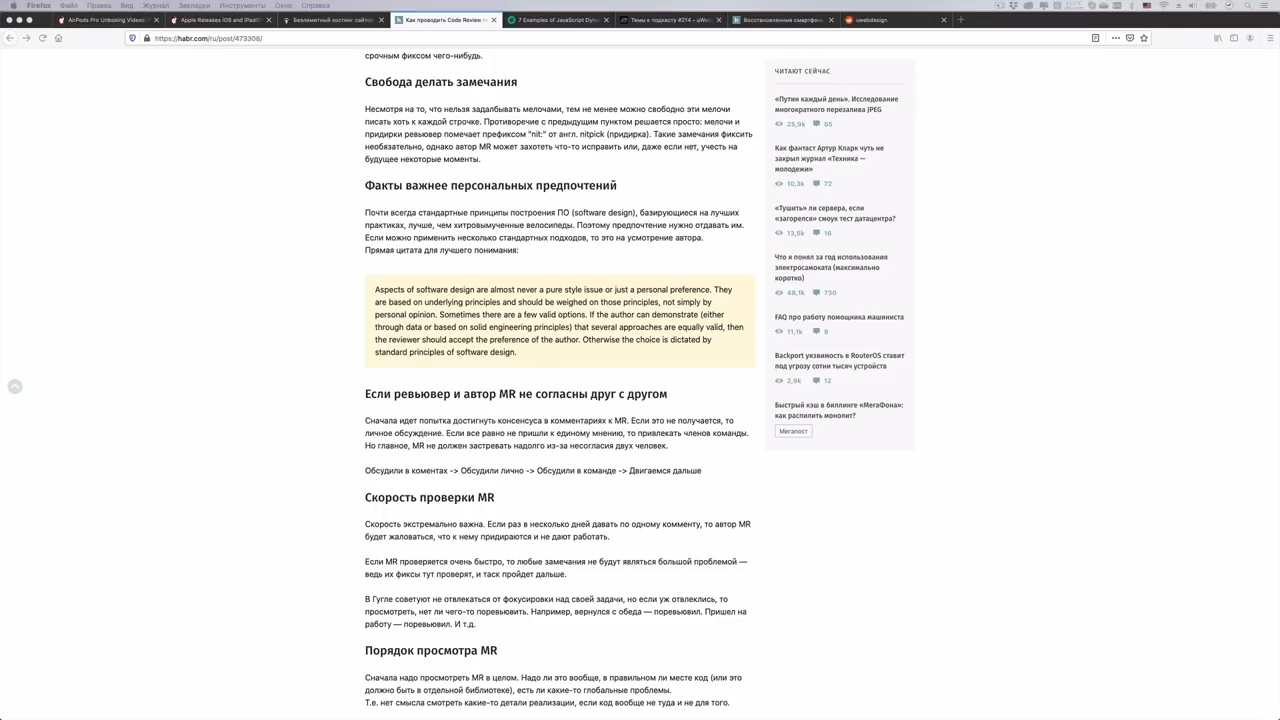 Firefox Файл Правка Вид Журнал Закладки Инструменты Окно Справка
AirPods Pro Unboxing Videos: 
Apple Releases iOS and iPadO
Безлимитный хостинг сайтов
Как проводить Code Review п
7 Examples of JavaScript Dyna
Темы к подкасту #214 – uWeb
Восстановленные смартфоны
uwebdesign
https://habr.com/ru/post/473308/
срочным фиксом чего-нибудь.
Свобода делать замечания
Несмотря на то, что нельзя задалбывать мелочами, тем не менее можно свободно эти мелочи
писать хоть к каждой строчке. Противоречие с предыдущим пунктом решается просто: мелочи и
придирки ревьювер помечает префиксом "nit:" от англ. nitpick (придирка). Такие замечания фиксить
необязательно, однако автор MR может захотеть что-то исправить или, даже если нет, учесть на
будущее некоторые моменты.
Факты важнее персональных предпочтений
Почти всегда стандартные принципы построения ПО (software design), базирующиеся на лучших
практиках, лучше, чем хитровымученные велосипеды. Поэтому предпочтение нужно отдавать им.
Если можно применить несколько стандартных подходов, то это на усмотрение автора.
Прямая цитата для лучшего понимания:
Aspects of software design are almost never a pure style issue or just a personal preference. They
are based on underlying principles and should be weighed on those principles, not simply by
personal opinion. Sometimes there are a few valid options. If the author can demonstrate (either
through data or based on solid engineering principles) that several approaches are equally valid, then
the reviewer should accept the preference of the author. Otherwise the choice is dictated by
standard principles of software design.
Если ревьювер и автор MR не согласны друг с другом
Сначала идет попытка достигнуть консенсуса в комментариях к MR. Если это не получается, то
личное обсуждение. Если все равно не пришли к единому мнению, то привлекать членов команды.
Но главное, MR не должен застревать надолго из-за несогласия двух человек.
Обсудили в коментах -> Обсудили лично -> Обсудили в команде -> Двигаемся дальше
Скорость проверки MR
Скорость экстремально важна. Если раз в несколько дней давать по одному комменту, то автор MR
будет жаловаться, что к нему придираются и не дают работать.
Если MR проверяется очень быстро, то любые замечания не будут являться большой проблемой —
ведь их фиксы тут проверят, и таск пройдет дальше.
В Гугле советуют не отвлекаться от фокусировки над своей задачи, но если уж отвлеклись, то
просмотреть, нет ли чего-то поревьювить. Например, вернулся с обеда — поревьювил. Пришел на
работу — поревьювил. И т.д.
Порядок просмотра MR
Сначала надо просмотреть MR в целом. Надо ли это вообще, в правильном ли месте код (или это
должно быть в отдельной библиотеке), есть ли какие-то глобальные проблемы.
Т.е. нет смысла смотреть какие-то детали реализации, если код вообще не туда и не для того.
ЧИТАЮТ СЕЙЧАС
«Путин каждый день». Исследование
многократного перезалива JPEG
25,9k 55
Как фантаст Артур Кларк чуть не
закрыл журнал «Техника —
молодежи»
10,3k 72
«Тушить» ли сервера, если
«загорелся» смоук тест датацентра?
13,5k 16
Что я понял за год использования
электросамоката (максимально
коротко)
48,1k 730
FAQ про работу помощника машиниста
11,1k 9
Backport уязвимость в RouterOS ставит
под угрозу сотни тысяч устройств
2,9k 12
Быстрый кэш в биллинге «МегаФона»:
как распилить монолит?
Мегапост